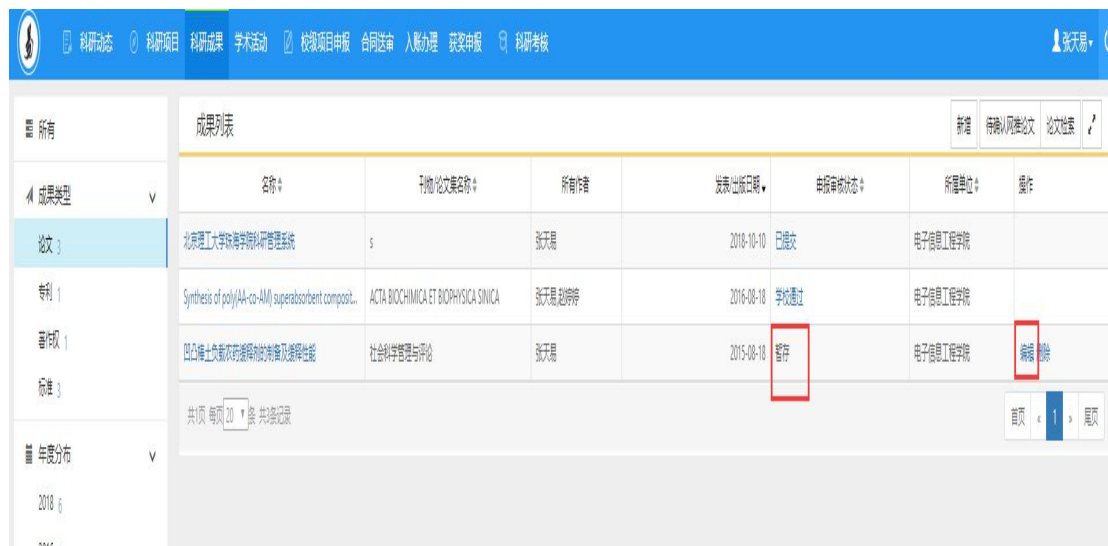 科研动态 科研项目 科研成果 学术活动 校级项目申报 合同送审 入账办理 获奖申报 科研考核 张天易
所有
成果类型
论文 3
专利 1
著作权 1
标准 3
年度分布
2018 6
成果列表 新增 待确认网推论文 论文检索
名称 刊物/论文集名称 所有作者 发表/出版日期 申报审核状态 所属单位 操作
北京理工大学珠海学院科研管理系统 s 张天易 2018-10-10 已提交 电子信息工程学院
Synthesis of poly(AA-co-AM) superabsorbent composit... ACTA BIOCHIMICA ET BIOPHYSICA SINICA 张天易,赵婷婷 2016-08-18 学校通过 电子信息工程学院
凹凸棒土负载农药缓释剂的制备及缓释性能 社会科学管理与评论 张天易 2015-08-18 暂存 电子信息工程学院 编辑 删除
共1页 每页 20 条 共3条记录 首页 « 1 » 尾页